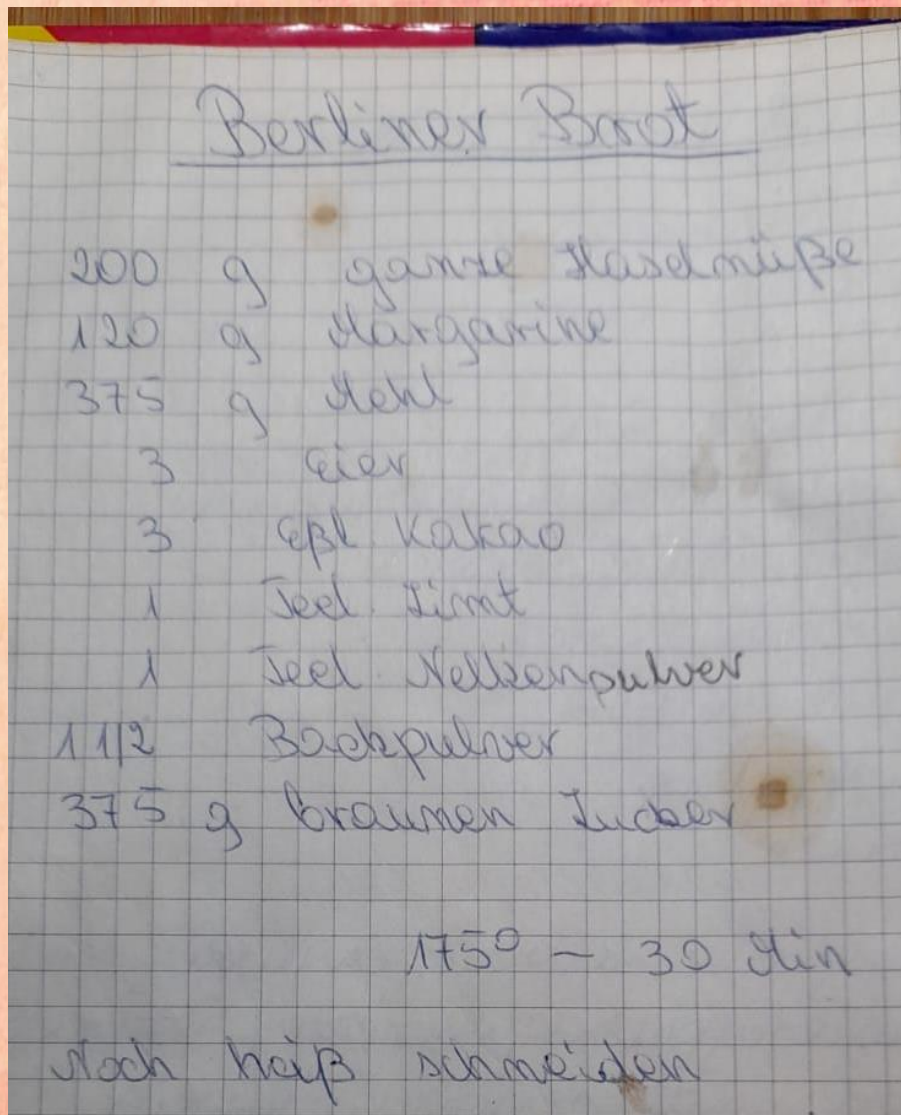 Berliner Brot
200 g ganze Haselnüße
120 g Margarine
375 g Mehl
3 Eier
3 Eßl Kakao
1 Teel. Zimt
1 Teel. Nelkenpulver
1 1/2 Backpulver
375 g braunen Zucker
175° – 30 Min
Noch heiß schneiden